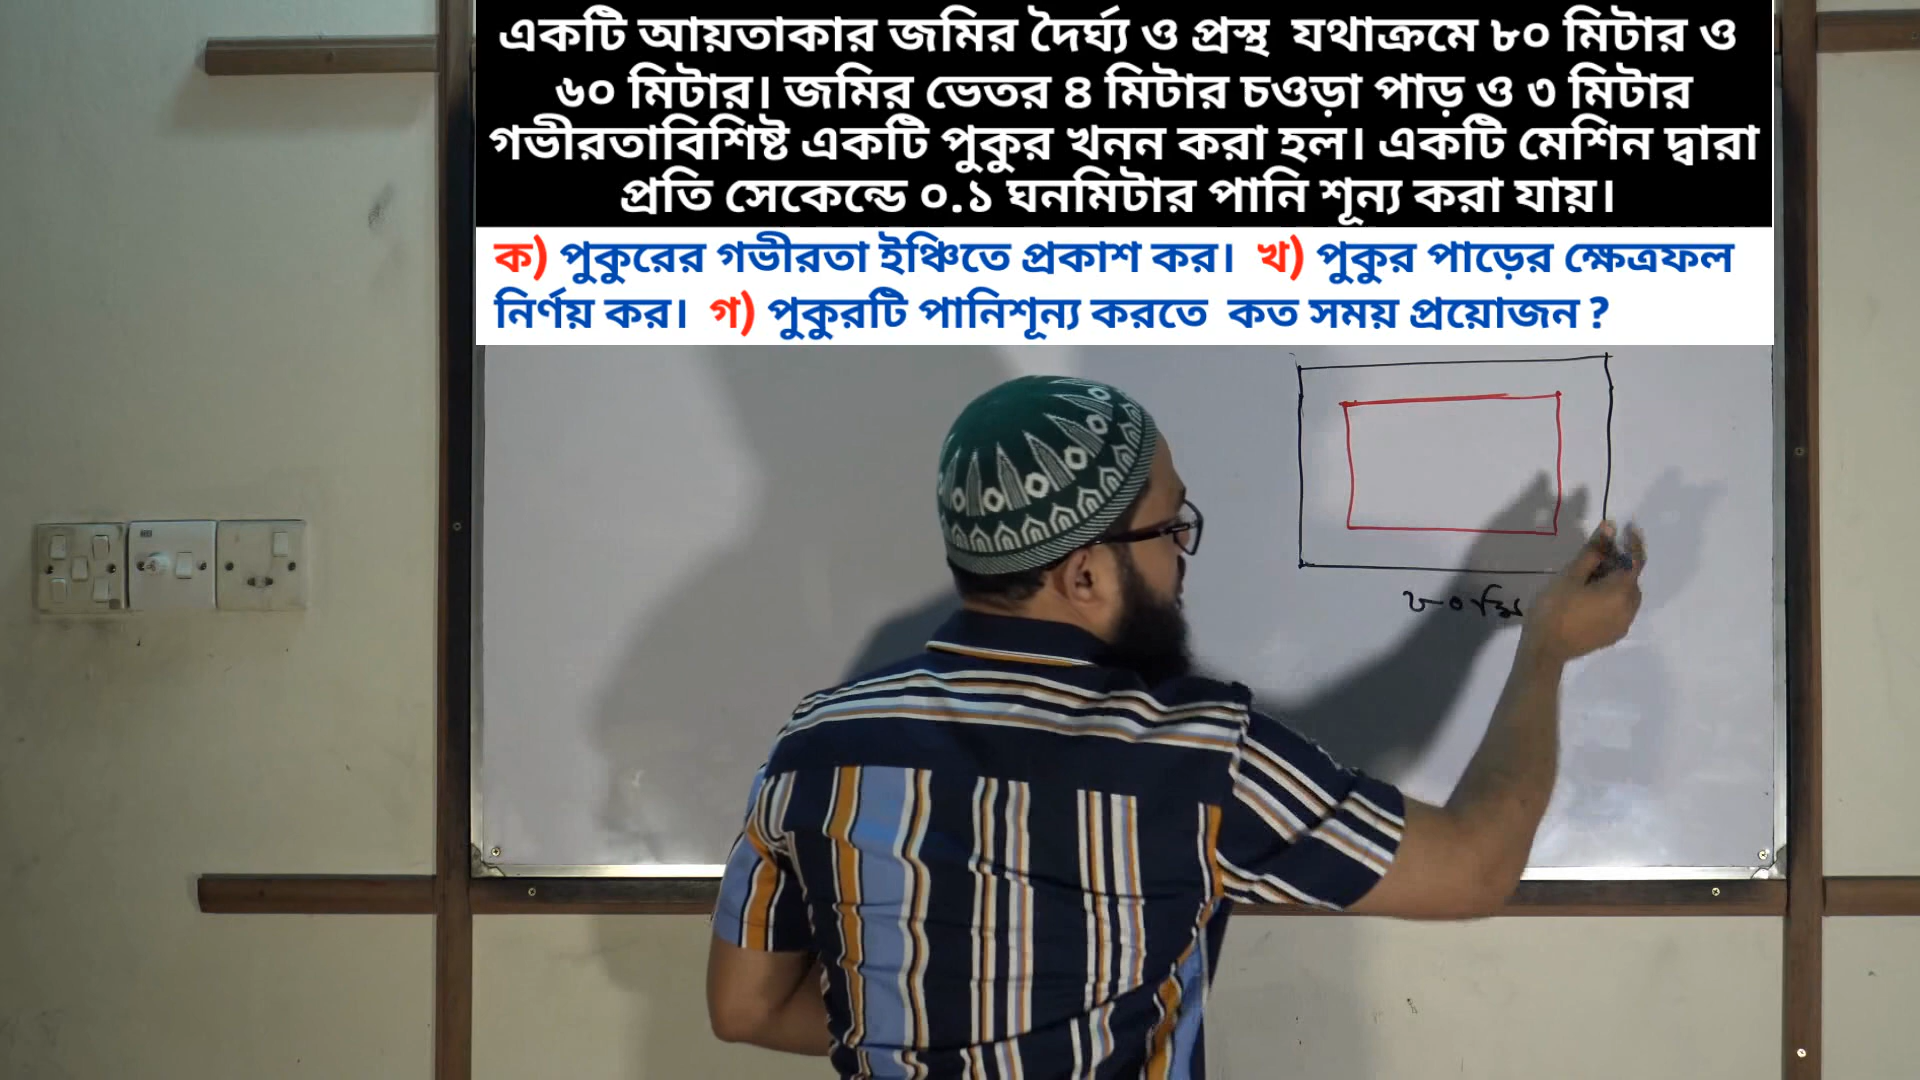 একটি আয়তাকার জমির দৈর্ঘ্য ও প্রস্থ যথাক্রমে ৮০ মিটার ও
৬০ মিটার। জমির ভেতর ৪ মিটার চওড়া পাড় ও ৩ মিটার
গভীরতাবিশিষ্ট একটি পুকুর খনন করা হল। একটি মেশিন দ্বারা
প্রতি সেকেন্ডে ০.১ ঘনমিটার পানি শূন্য করা যায়।
ক) পুকুরের গভীরতা ইঞ্চিতে প্রকাশ কর। খ) পুকুর পাড়ের ক্ষেত্রফল
নির্ণয় কর। গ) পুকুরটি পানিশূন্য করতে কত সময় প্রয়োজন ?
৮০ মিঃ